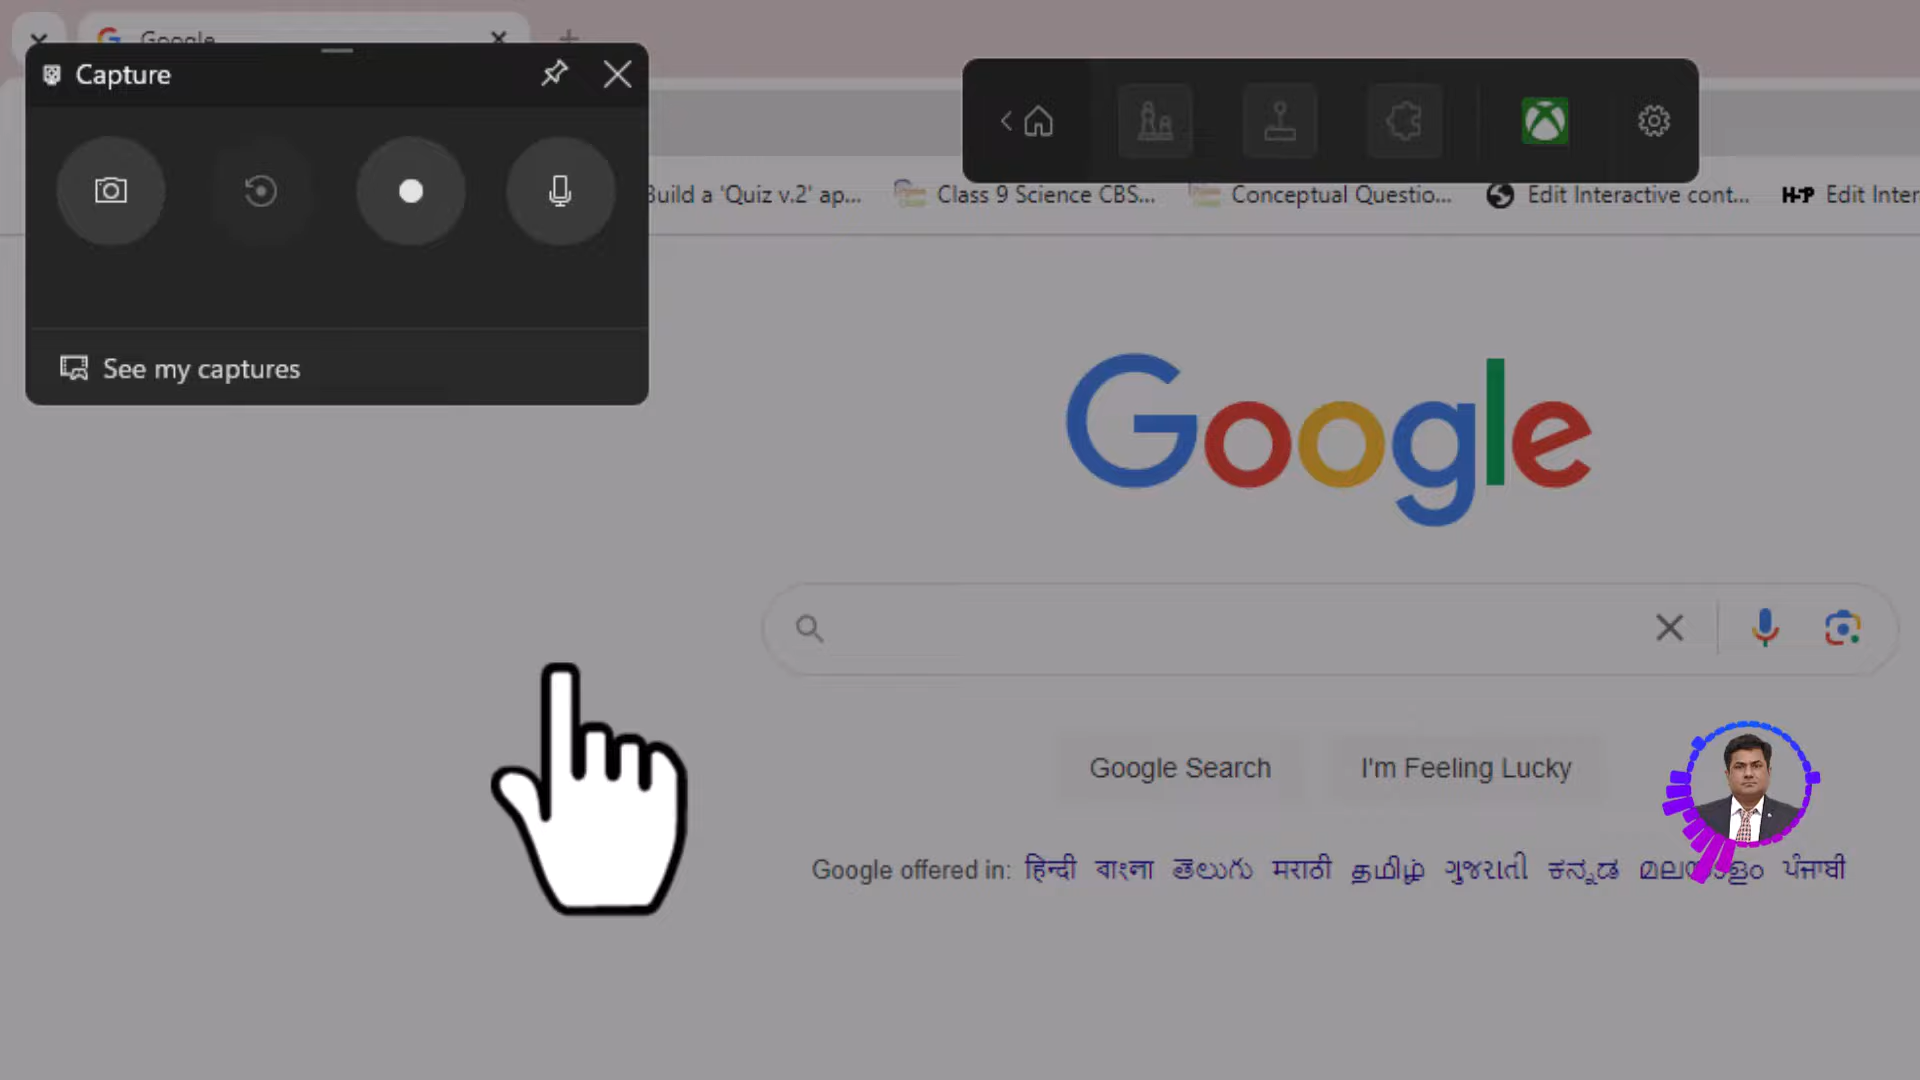 Google
Capture
Build a 'Quiz v.2' ap...
Class 9 Science CBS...
Conceptual Questio...
Edit Interactive cont...
H-P Edit Inter
See my captures
Google
Google Search
I'm Feeling Lucky
Google offered in: हिन्दी বাংলা తెలుగు मराठी தமிழ் ગુજરાતી ಕನ್ನಡ മലയാളം ਪੰਜਾਬੀ